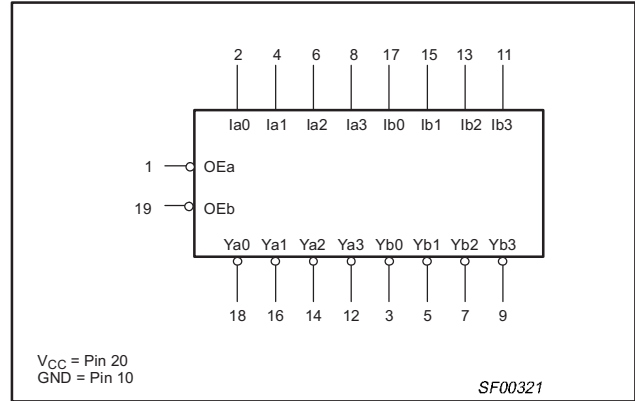 2 4 6 8 17 15 13 11
Ia0 Ia1 Ia2 Ia3 Ib0 Ib1 Ib2 Ib3
1 OEa
19 OEb
Ya0 Ya1 Ya2 Ya3 Yb0 Yb1 Yb2 Yb3
18 16 14 12 3 5 7 9
VCC = Pin 20
GND = Pin 10
SF00321